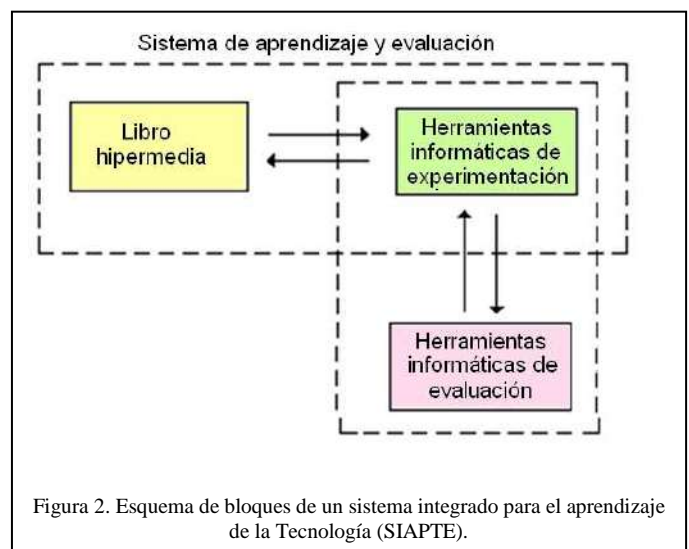 Sistema de aprendizaje y evaluación
Libro
hipermedia
Herramientas
informáticas de
experimentación
Herramientas
informáticas de
evaluación
Figura 2. Esquema de bloques de un sistema integrado para el aprendizaje
de la Tecnología (SIAPTE).